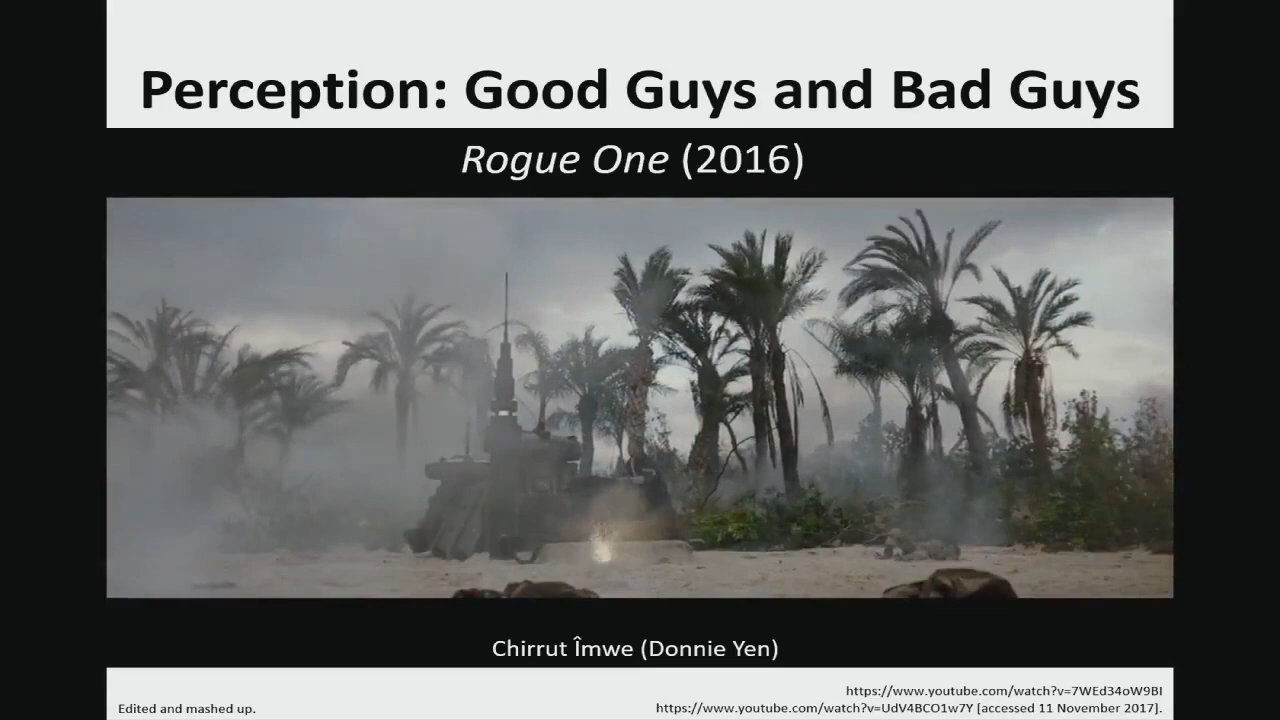 Perception: Good Guys and Bad Guys
Rogue One (2016)
Chirrut Îmwe (Donnie Yen)
https://www.youtube.com/watch?v=7WEd34oW9BI
Edited and mashed up.
https://www.youtube.com/watch?v=UdV4BCO1w7Y [accessed 11 November 2017].